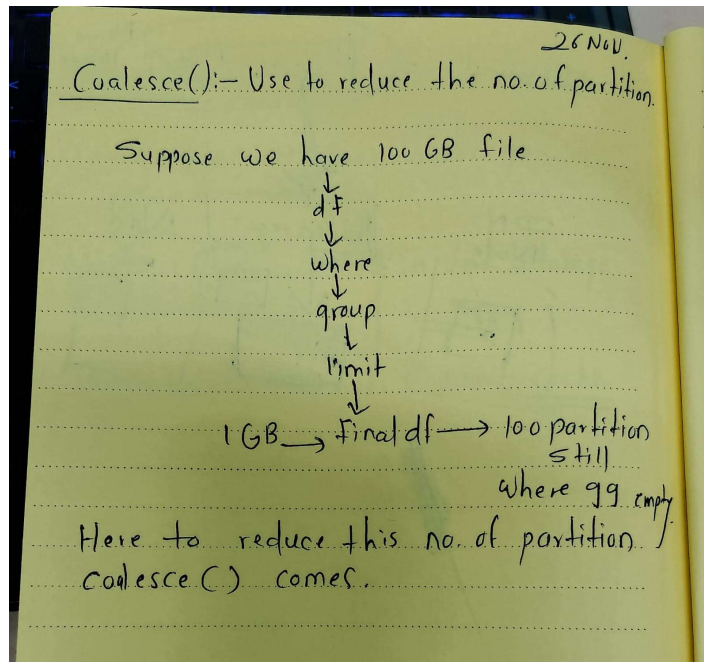 26 Nov.
Coalesce():- Use to reduce the no. of partition.
Suppose we have 100 GB file
↓
df
↓
where
↓
group
↓
limit
↓
1 GB → final df → 100 partition
still
where 99 empty.
Here to reduce this no. of partition
coalesce() comes.